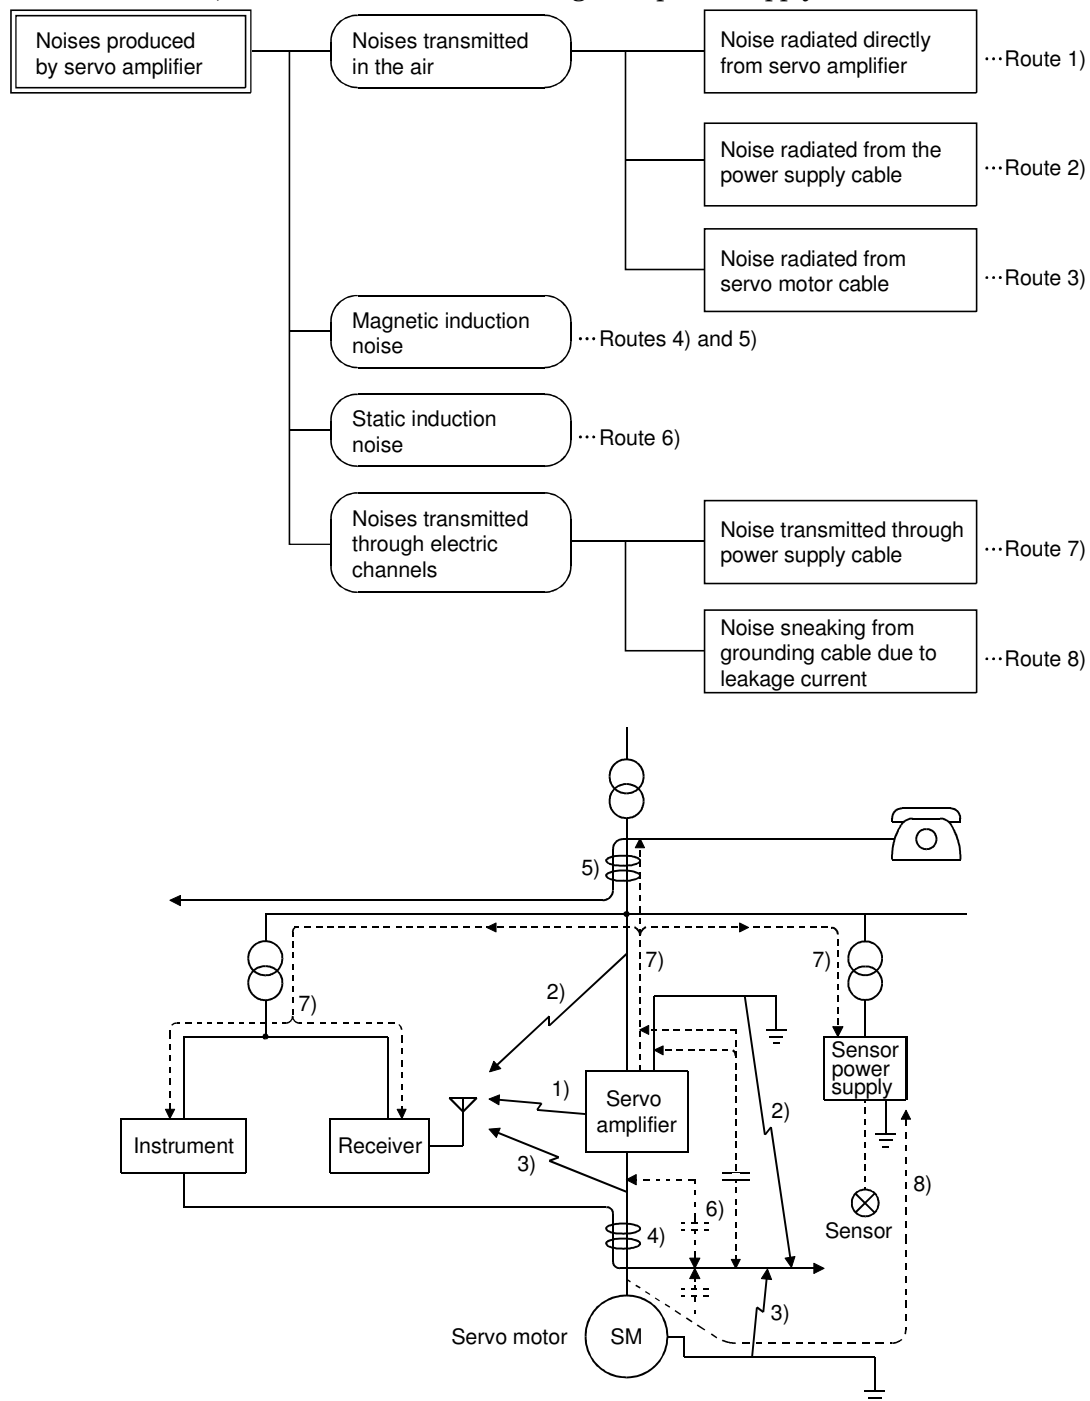 Noises produced
by servo amplifier
Noises transmitted
in the air
Noise radiated directly
from servo amplifier
···Route 1)
Noise radiated from the
power supply cable
···Route 2)
Noise radiated from
servo motor cable
···Route 3)
Magnetic induction
noise
···Routes 4) and 5)
Static induction
noise
···Route 6)
Noises transmitted
through electric
channels
Noise transmitted through
power supply cable
···Route 7)
Noise sneaking from
grounding cable due to
leakage current
···Route 8)
5)
7)
7)
2)
7)
Sensor
power
supply
1)
Servo
amplifier
2)
Instrument
Receiver
3)
8)
6)
Sensor
4)
3)
Servo motor
SM